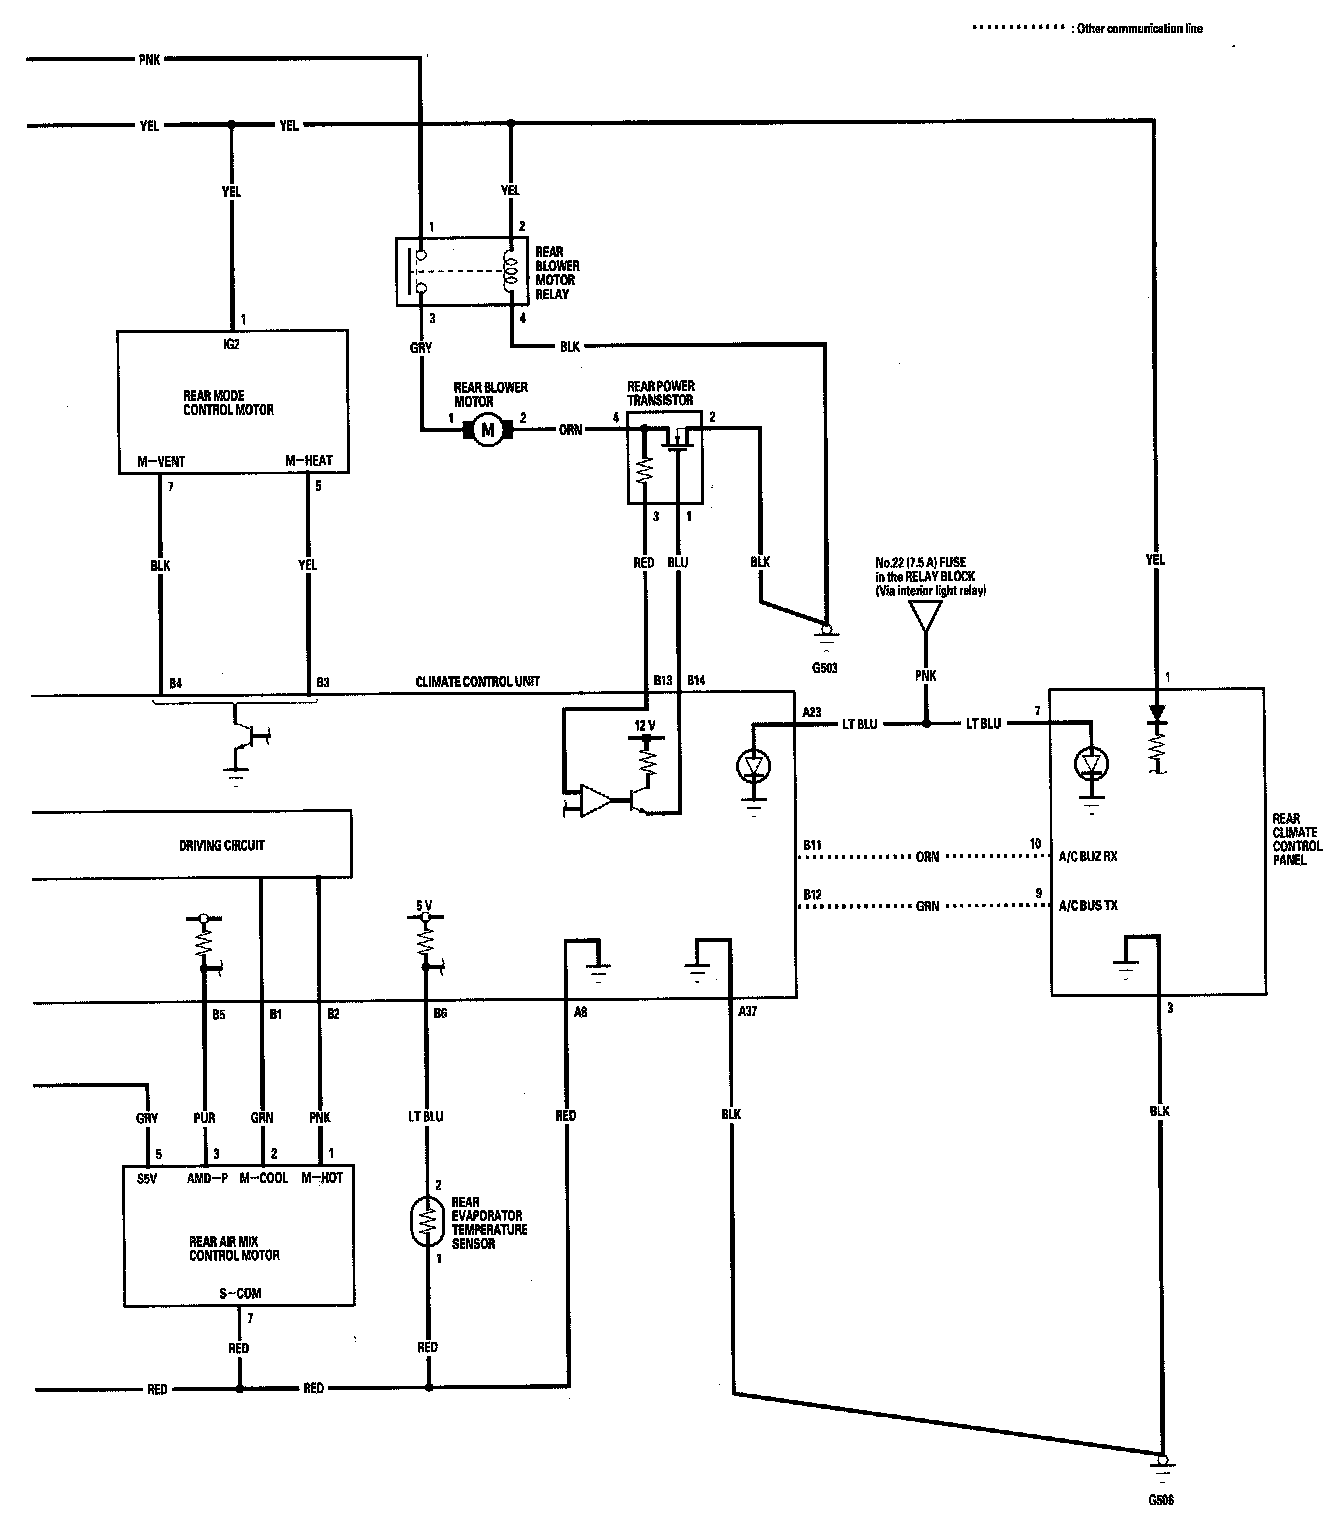 : Other communication line
PNK
YEL
YEL
YEL
YEL
1
2
REAR
BLOWER
MOTOR
RELAY
3
4
1
IG2
GRY
BLK
REAR MODE
CONTROL MOTOR
M-VENT
M-HEAT
7
5
REAR BLOWER
MOTOR
1
M
2
ORN
REAR POWER
TRANSISTOR
4
2
3
1
BLK
YEL
RED
BLU
BLK
No.22 (7.5 A) FUSE
in the RELAY BLOCK
(Via interior light relay)
YEL
G503
PNK
B4
B3
CLIMATE CONTROL UNIT
B13
B14
1
12 V
A23
LT BLU
LT BLU
7
DRIVING CIRCUIT
B11
ORN
10
A/C BUZ RX
REAR
CLIMATE
CONTROL
PANEL
B12
GRN
9
A/C BUS TX
5 V
B5
B1
B2
B6
A8
A37
3
GRY
PUR
GRN
PNK
LT BLU
RED
BLK
BLK
5
3
2
1
S5V
AMD-P
M-COOL
M-HOT
2
REAR
EVAPORATOR
TEMPERATURE
SENSOR
1
REAR AIR MIX
CONTROL MOTOR
S-COM
7
RED
RED
RED
RED
G506